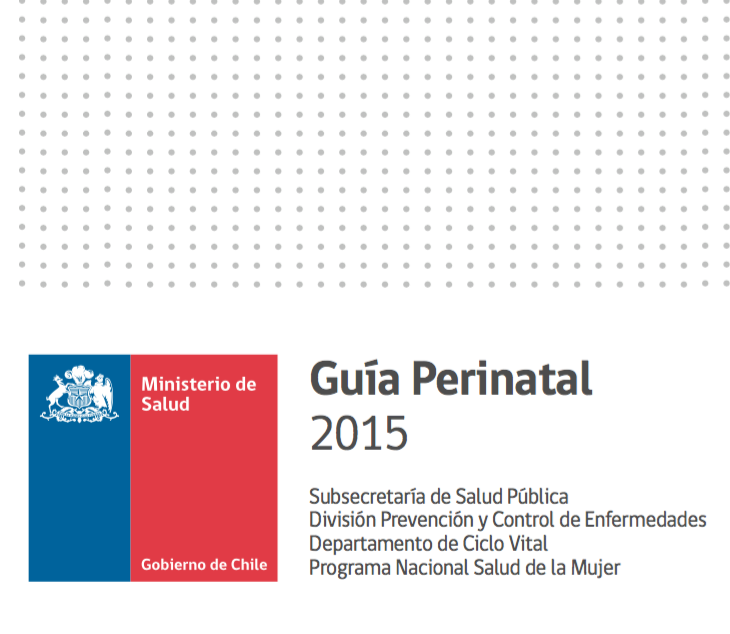 Ministerio de
Salud
Gobierno de Chile
Guía Perinatal
2015
Subsecretaría de Salud Pública
División Prevención y Control de Enfermedades
Departamento de Ciclo Vital
Programa Nacional Salud de la Mujer